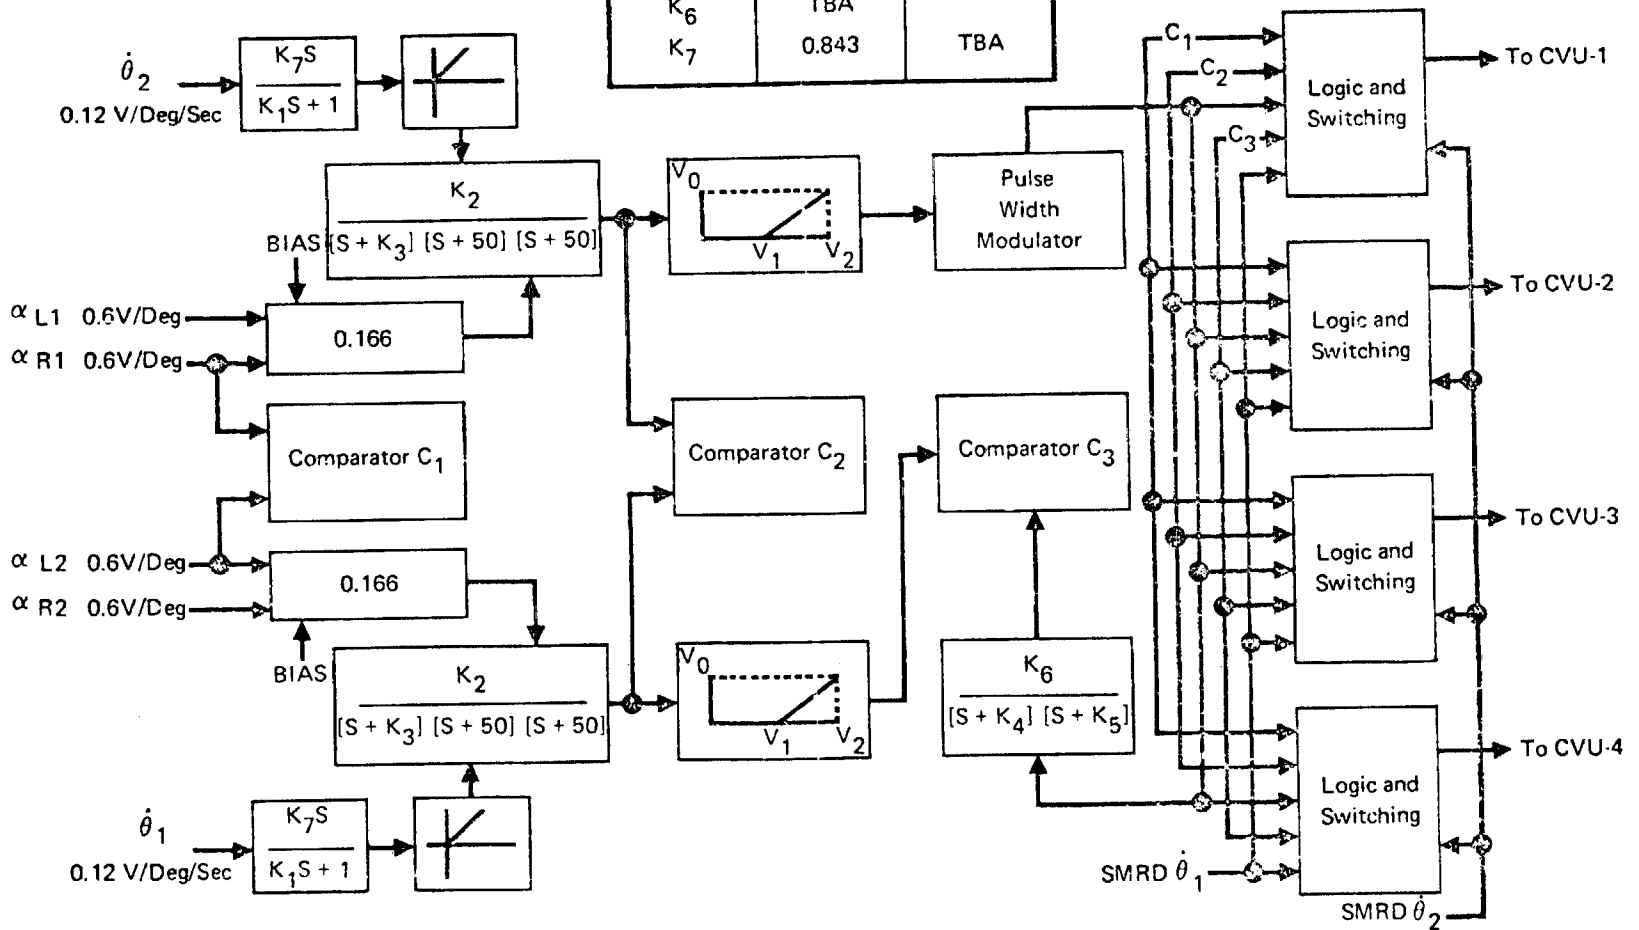 K6 TBA
K7 0.843 TBA
θ̇2
0.12 V/Deg/Sec
K7S
K1S + 1
K2
[S + K3] [S + 50] [S + 50]
BIAS
α L1 0.6V/Deg
α R1 0.6V/Deg
0.166
V0
V1 V2
Pulse
Width
Modulator
Comparator C1
Comparator C2
Comparator C3
α L2 0.6V/Deg
α R2 0.6V/Deg
0.166
BIAS
K2
[S + K3] [S + 50] [S + 50]
V0
V1 V2
K6
[S + K4] [S + K5]
θ̇1
0.12 V/Deg/Sec
K7S
K1S + 1
C1
C2
C3
Logic and
Switching
To CVU-1
Logic and
Switching
To CVU-2
Logic and
Switching
To CVU-3
Logic and
Switching
To CVU-4
SMRD θ̇1
SMRD θ̇2